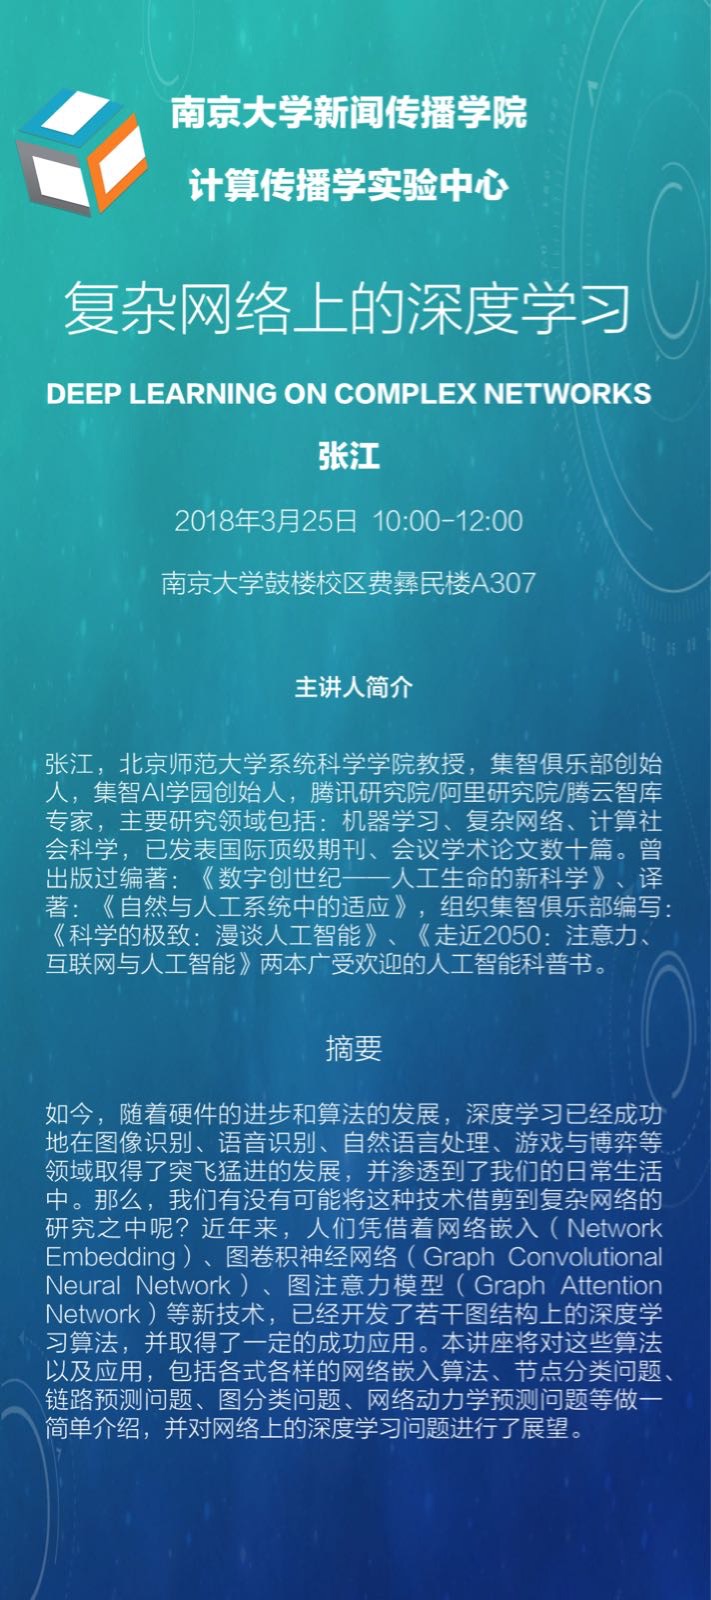 南京大学新闻传播学院
计算传播学实验中心
复杂网络上的深度学习
DEEP LEARNING ON COMPLEX NETWORKS
张江
2018年3月25日 10:00-12:00
南京大学鼓楼校区费彝民楼A307
主讲人简介
张江，北京师范大学系统科学学院教授，集智俱乐部创始
人，集智AI学园创始人，腾讯研究院/阿里研究院/腾云智库
专家，主要研究领域包括：机器学习、复杂网络、计算社
会科学，已发表国际顶级期刊、会议学术论文数十篇。曾
出版过编著：《数字创世纪——人工生命的新科学》、译
著：《自然与人工系统中的适应》，组织集智俱乐部编写：
《科学的极致：漫谈人工智能》、《走近2050：注意力、
互联网与人工智能》两本广受欢迎的人工智能科普书。
摘要
如今，随着硬件的进步和算法的发展，深度学习已经成功
地在图像识别、语音识别、自然语言处理、游戏与博弈等
领域取得了突飞猛进的发展，并渗透到了我们的日常生活
中。那么，我们有没有可能将这种技术借剪到复杂网络的
研究之中呢？近年来，人们凭借着网络嵌入（Network
Embedding）、图卷积神经网络（Graph Convolutional
Neural Network）、图注意力模型（Graph Attention
Network）等新技术，已经开发了若干图结构上的深度学
习算法，并取得了一定的成功应用。本讲座将对这些算法
以及应用，包括各式各样的网络嵌入算法、节点分类问题、
链路预测问题、图分类问题、网络动力学预测问题等做一
简单介绍，并对网络上的深度学习问题进行了展望。